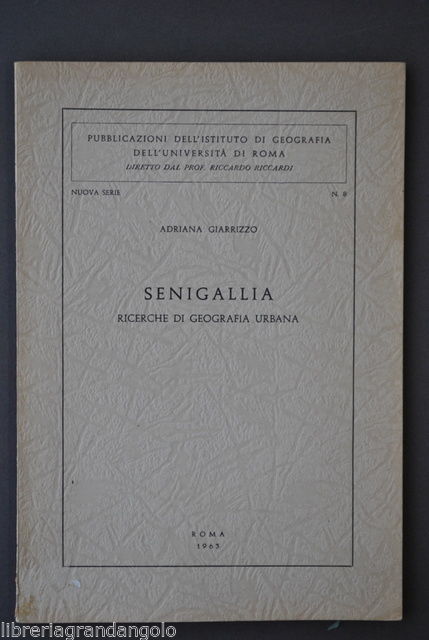 PUBBLICAZIONI DELL'ISTITUTO DI GEOGRAFIA
DELL'UNIVERSITÀ DI ROMA
DIRETTO DAL PROF. RICCARDO RICCARDI
NUOVA SERIE N. 8
ADRIANA GIARRIZZO
SENIGALLIA
RICERCHE DI GEOGRAFIA URBANA
ROMA
1963
libreriagrandangolo